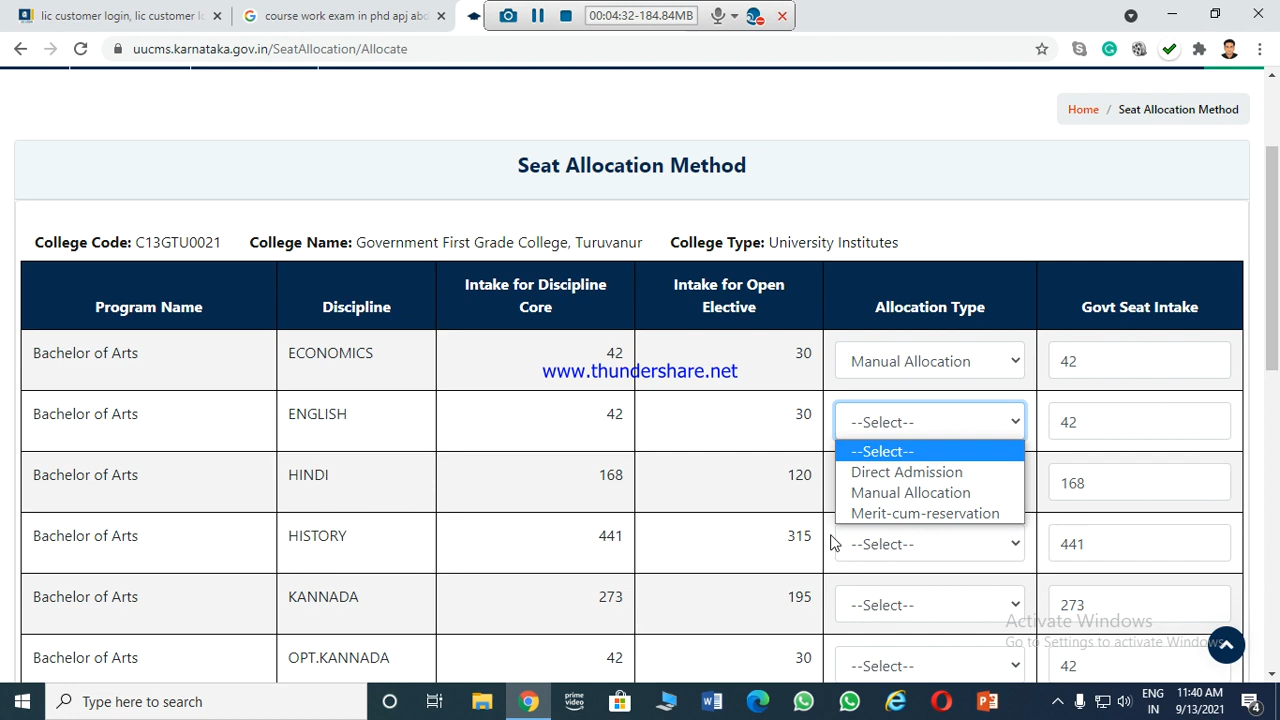 lic customer login, lic customer lo
course work exam in phd apj abd
00:04:32-184.84MB
uucms.karnataka.gov.in/SeatAllocation/Allocate
Home / Seat Allocation Method
Seat Allocation Method
College Code: C13GTU0021 College Name: Government First Grade College, Turuvanur College Type: University Institutes
Program Name Discipline Intake for Discipline Core Intake for Open Elective Allocation Type Govt Seat Intake
Bachelor of Arts ECONOMICS 42 30 Manual Allocation 42
www.thundershare.net
Bachelor of Arts ENGLISH 42 30 --Select-- 42
--Select--
Direct Admission
Bachelor of Arts HINDI 168 120 168
Manual Allocation
Merit-cum-reservation
Bachelor of Arts HISTORY 441 315 --Select-- 441
Bachelor of Arts KANNADA 273 195 --Select-- 273
Activate Windows
Go to Settings to activate Windows.
Bachelor of Arts OPT.KANNADA 42 30 --Select-- 42
Type here to search
prime video
ENG 11:40 AM
IN 9/13/2021
4